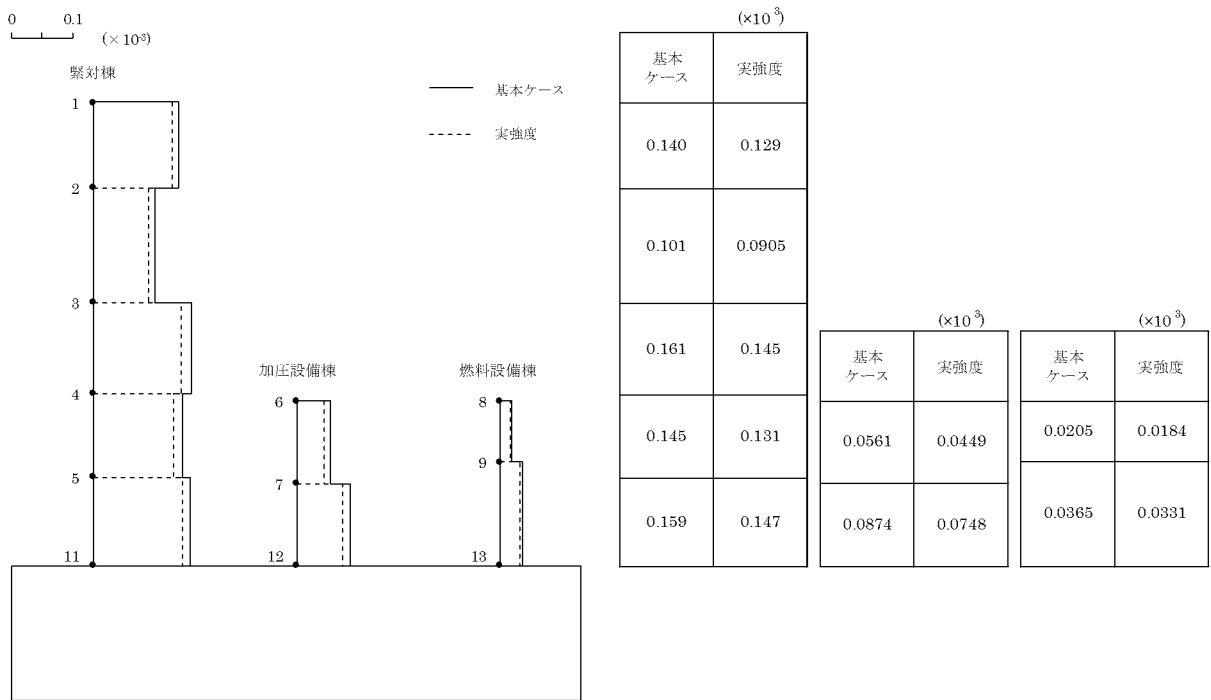 0 0.1
(×10⁻³)
緊対棟
1
2
3
4
5
11
基本ケース
実強度
加圧設備棟
6
7
12
燃料設備棟
8
9
13
(×10³)
基本
ケース
実強度
0.140 0.129
0.101 0.0905
0.161 0.145
0.145 0.131
0.159 0.147
(×10³)
基本
ケース
実強度
0.0561 0.0449
0.0874 0.0748
(×10³)
基本
ケース
実強度
0.0205 0.0184
0.0365 0.0331